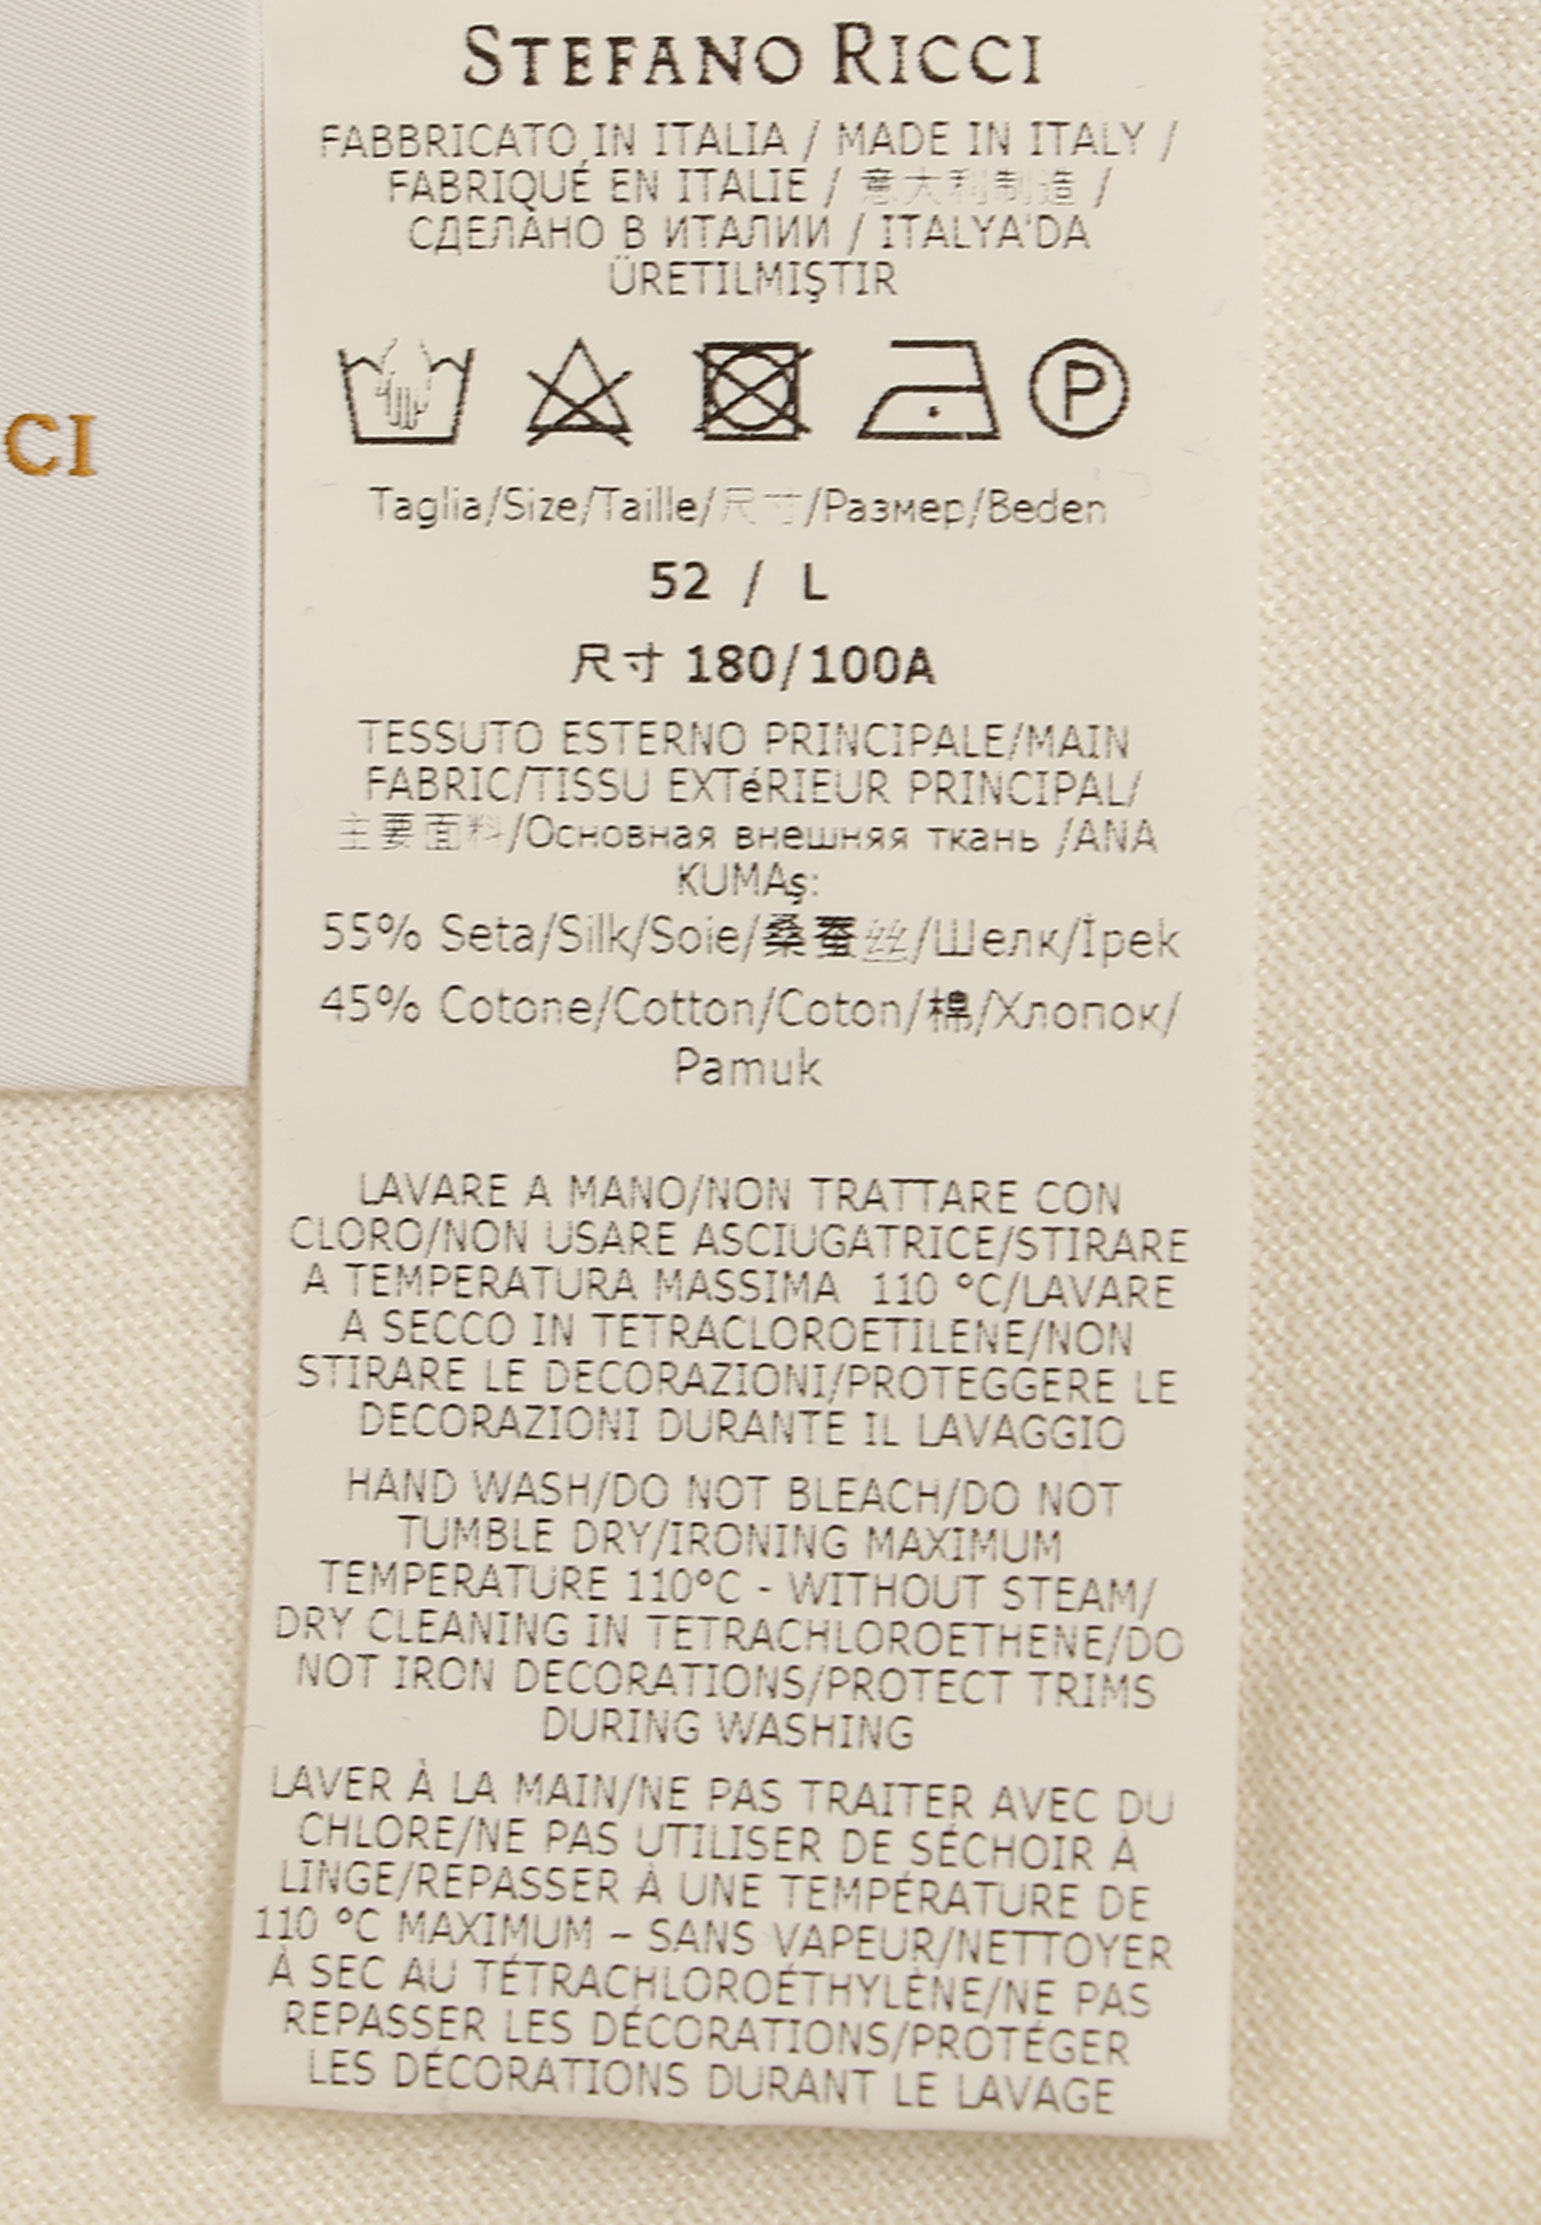 STEFANO RICCI
FABBRICATO IN ITALIA / MADE IN ITALY /
FABRIQUÉ EN ITALIE / 意大利制造 /
СДЕЛАНО В ИТАЛИИ / ITALYA'DA
ÜRETILMIŞTIR
CI
P
Taglia/Size/Taille/尺寸/Размер/Beden
52 / L
尺寸 180/100A
TESSUTO ESTERNO PRINCIPALE/MAIN
FABRIC/TISSU EXTéRIEUR PRINCIPAL/
主要面料/Основная внешняя ткань /ANA
KUMAş:
55% Seta/Silk/Soie/桑蚕丝/Шелк/İpek
45% Cotone/Cotton/Coton/棉/Хлопок/
Pamuk
LAVARE A MANO/NON TRATTARE CON
CLORO/NON USARE ASCIUGATRICE/STIRARE
A TEMPERATURA MASSIMA 110 °C/LAVARE
A SECCO IN TETRACLOROETILENE/NON
STIRARE LE DECORAZIONI/PROTEGGERE LE
DECORAZIONI DURANTE IL LAVAGGIO
HAND WASH/DO NOT BLEACH/DO NOT
TUMBLE DRY/IRONING MAXIMUM
TEMPERATURE 110°C - WITHOUT STEAM/
DRY CLEANING IN TETRACHLOROETHENE/DO
NOT IRON DECORATIONS/PROTECT TRIMS
DURING WASHING
LAVER À LA MAIN/NE PAS TRAITER AVEC DU
CHLORE/NE PAS UTILISER DE SÉCHOIR À
LINGE/REPASSER À UNE TEMPÉRATURE DE
110 °C MAXIMUM – SANS VAPEUR/NETTOYER
À SEC AU TÉTRACHLOROÉTHYLÈNE/NE PAS
REPASSER LES DÉCORATIONS/PROTÉGER
LES DÉCORATIONS DURANT LE LAVAGE